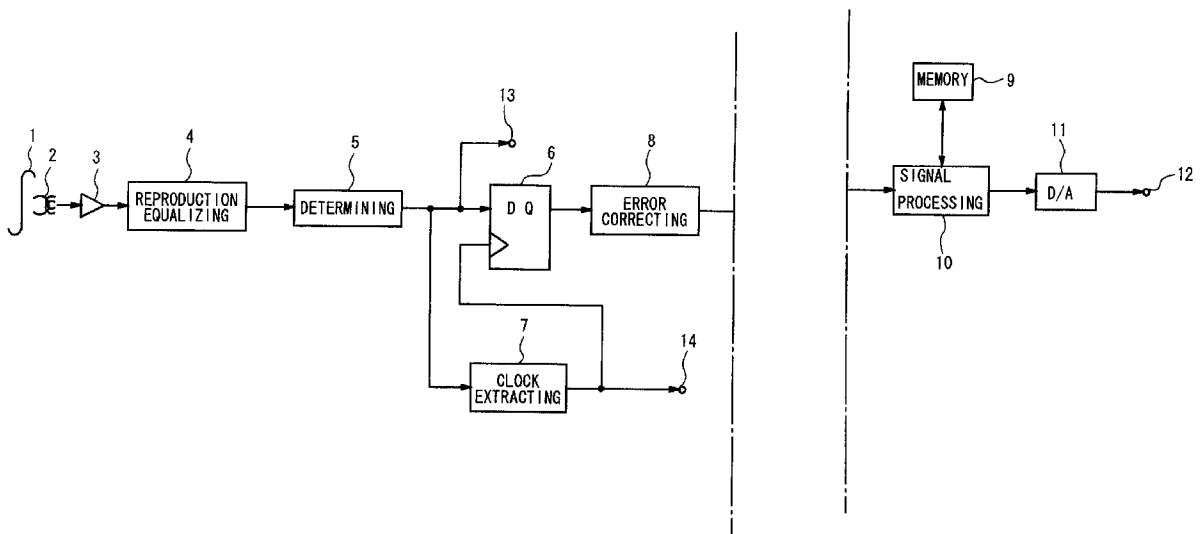 1
2
3
4
REPRODUCTION
EQUALIZING
5
DETERMINING
13
6
D Q
8
ERROR
CORRECTING
7
CLOCK
EXTRACTING
14
MEMORY
9
SIGNAL
PROCESSING
10
11
D/A
12